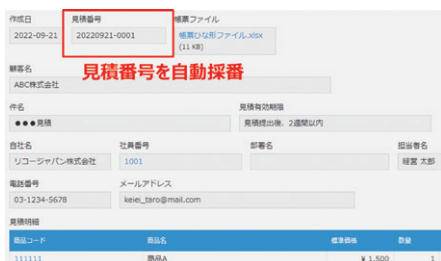 作成日 見積番号 帳票ファイル
2022-09-21 20220921-0001 帳票ひな形ファイル.xlsx
(11 KB)
見積番号を自動採番
顧客名
ABC株式会社
件名 見積有効期限
●●●見積 見積提出後、2週間以内
自社名 社員番号 部署名 担当者名
リコージャパン株式会社 1001 経営 太郎
電話番号 メールアドレス
03-1234-5678 keiei_taro@mail.com
見積明細
商品コード 商品名 標準価格 数量
111111 商品A ¥ 1,500 1